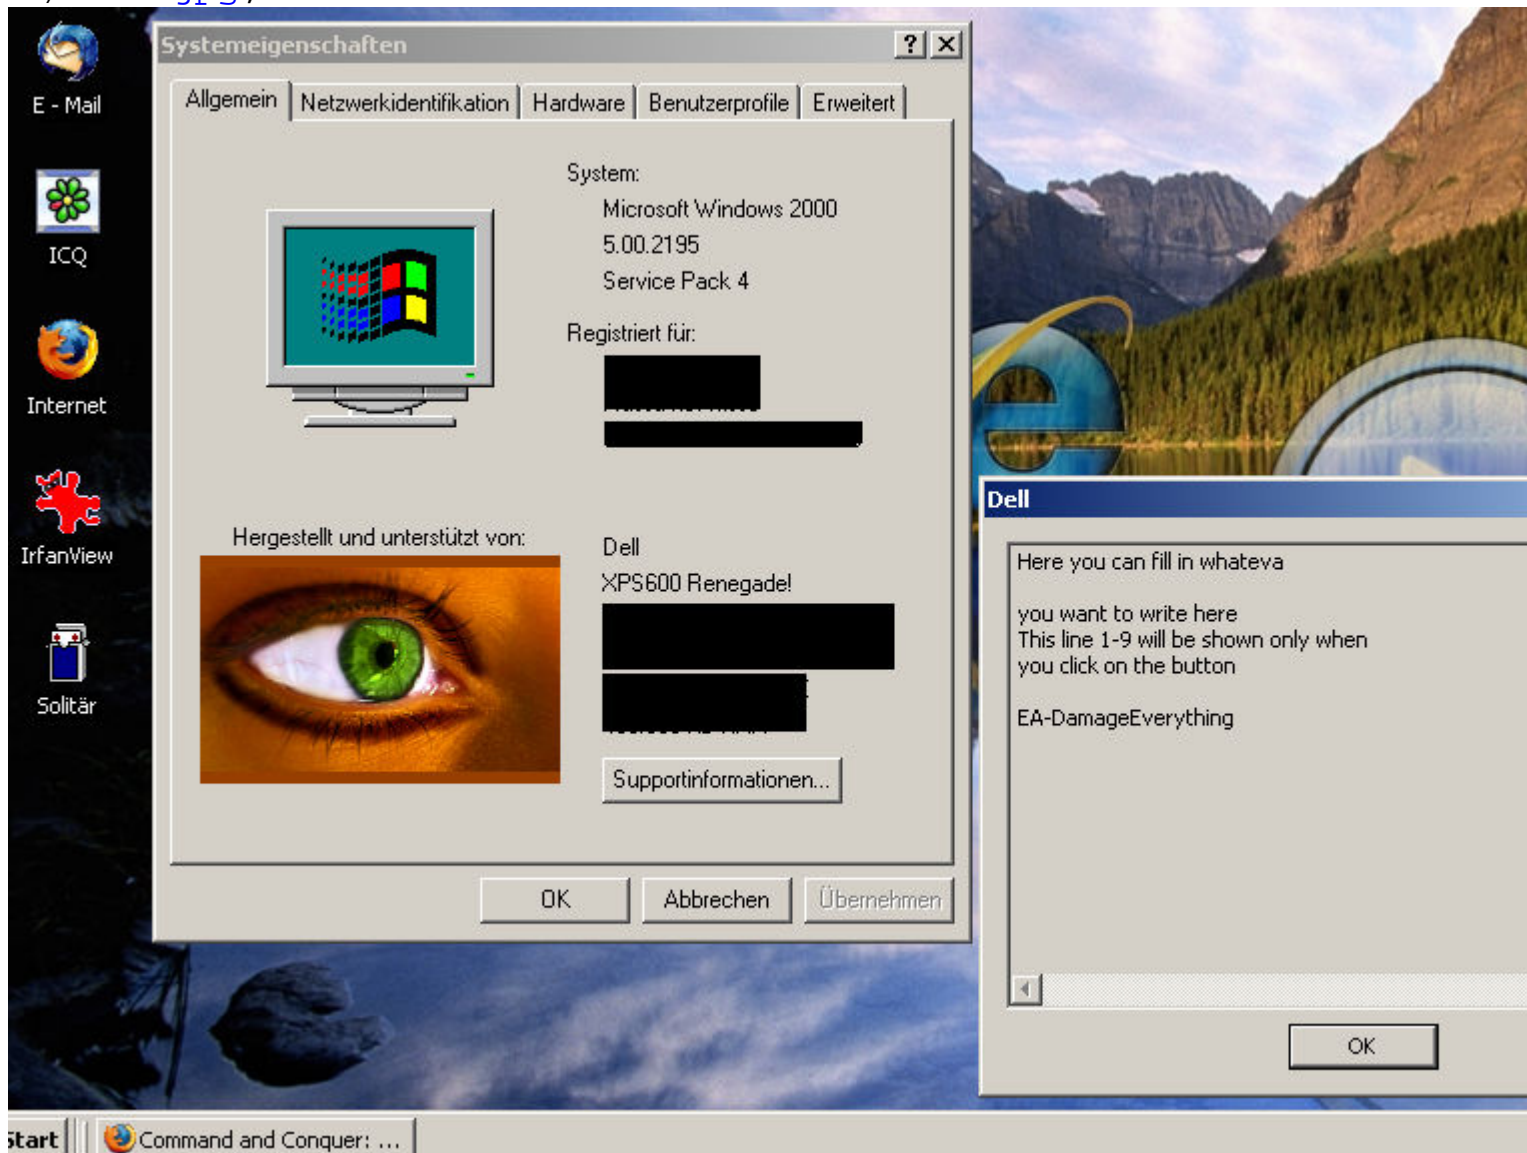 E - Mail
ICQ
Internet
IrfanView
Solitär
Systemeigenschaften
Allgemein
Netzwerkidentifikation
Hardware
Benutzerprofile
Erweitert
System:
Microsoft Windows 2000
5.00.2195
Service Pack 4
Registriert für:
Hergestellt und unterstützt von:
Dell
XPS600 Renegade!
Supportinformationen...
OK
Abbrechen
Übernehmen
Dell
Here you can fill in whateva
you want to write here
This line 1-9 will be shown only when
you click on the button
EA-DamageEverything
OK
Start
Command and Conquer: ...